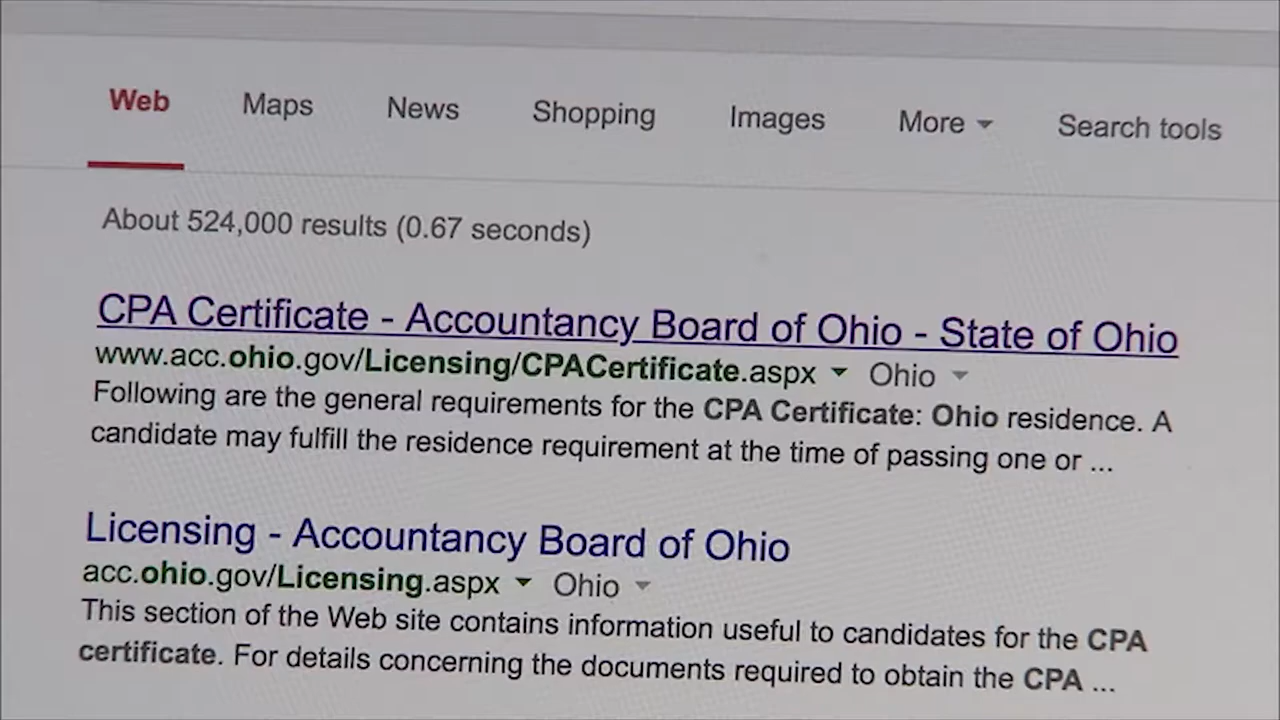 Web Maps News Shopping Images More Search tools
About 524,000 results (0.67 seconds)
CPA Certificate - Accountancy Board of Ohio - State of Ohio
www.acc.ohio.gov/Licensing/CPACertificate.aspx Ohio
Following are the general requirements for the CPA Certificate: Ohio residence. A
candidate may fulfill the residence requirement at the time of passing one or ...
Licensing - Accountancy Board of Ohio
acc.ohio.gov/Licensing.aspx Ohio
This section of the Web site contains information useful to candidates for the CPA
certificate. For details concerning the documents required to obtain the CPA ...